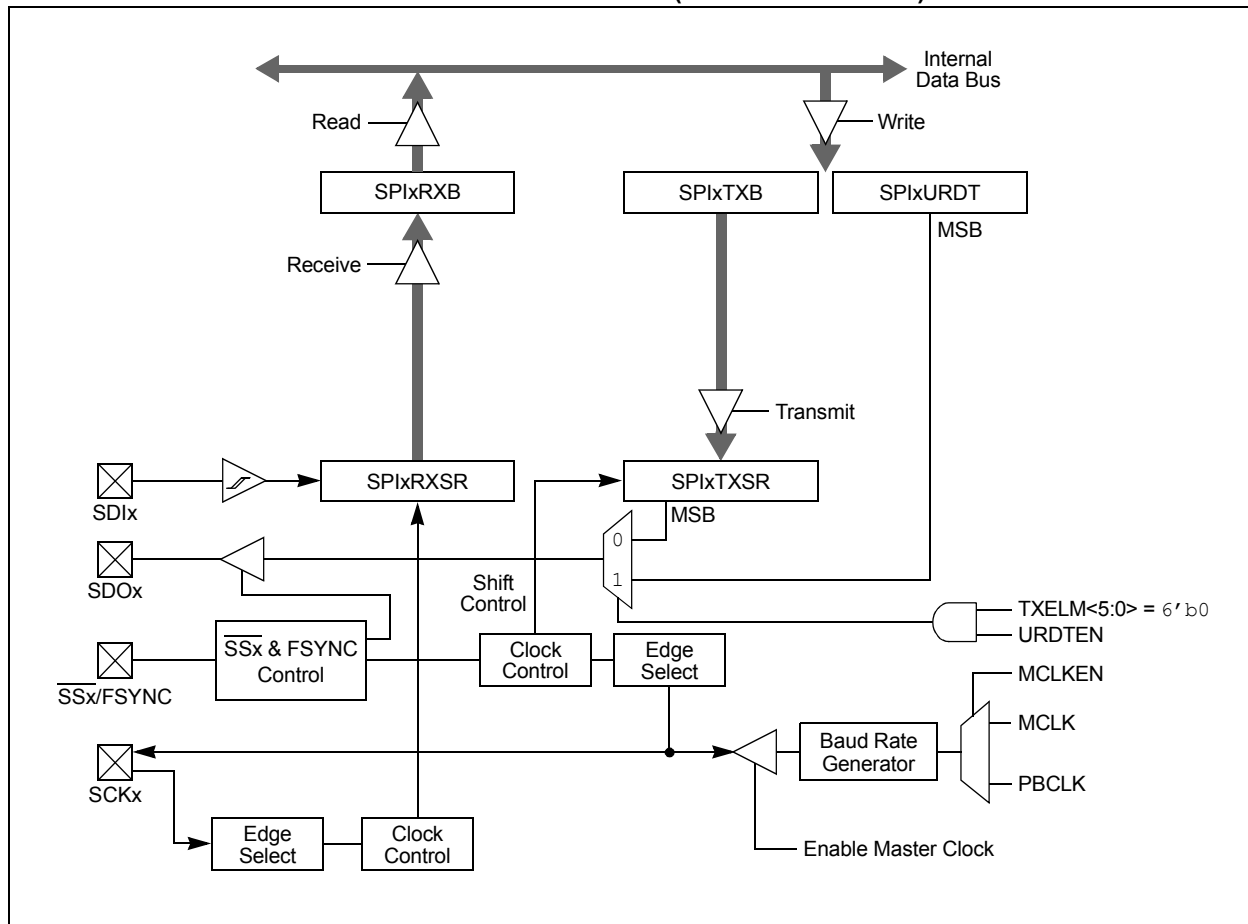 Internal
Data Bus
Read
Write
SPIxRXB
SPIxTXB
SPIxURDT
MSB
Receive
Transmit
SPIxRXSR
SPIxTXSR
SDIx
MSB
0
SDOx
1
Shift
Control
TXELM<5:0> = 6'b0
URDTEN
SSx & FSYNC
Control
Clock
Control
Edge
Select
SSx/FSYNC
MCLKEN
MCLK
Baud Rate
Generator
SCKx
PBCLK
Edge
Select
Clock
Control
Enable Master Clock